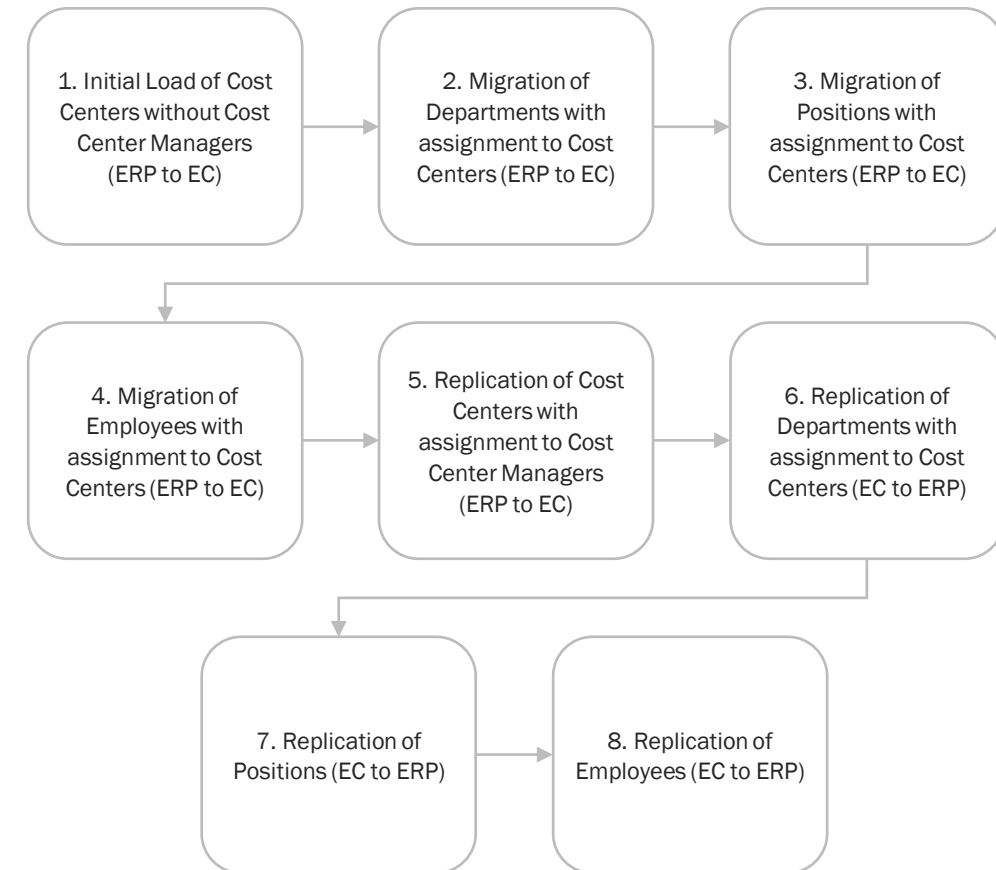 1. Initial Load of Cost
Centers without Cost
Center Managers
(ERP to EC)
2. Migration of
Departments with
assignment to Cost
Centers (ERP to EC)
3. Migration of
Positions with
assignment to Cost
Centers (ERP to EC)
4. Migration of
Employees with
assignment to Cost
Centers (ERP to EC)
5. Replication of Cost
Centers with
assignment to Cost
Center Managers
(ERP to EC)
6. Replication of
Departments with
assignment to Cost
Centers (EC to ERP)
7. Replication of
Positions (EC to ERP)
8. Replication of
Employees (EC to ERP)